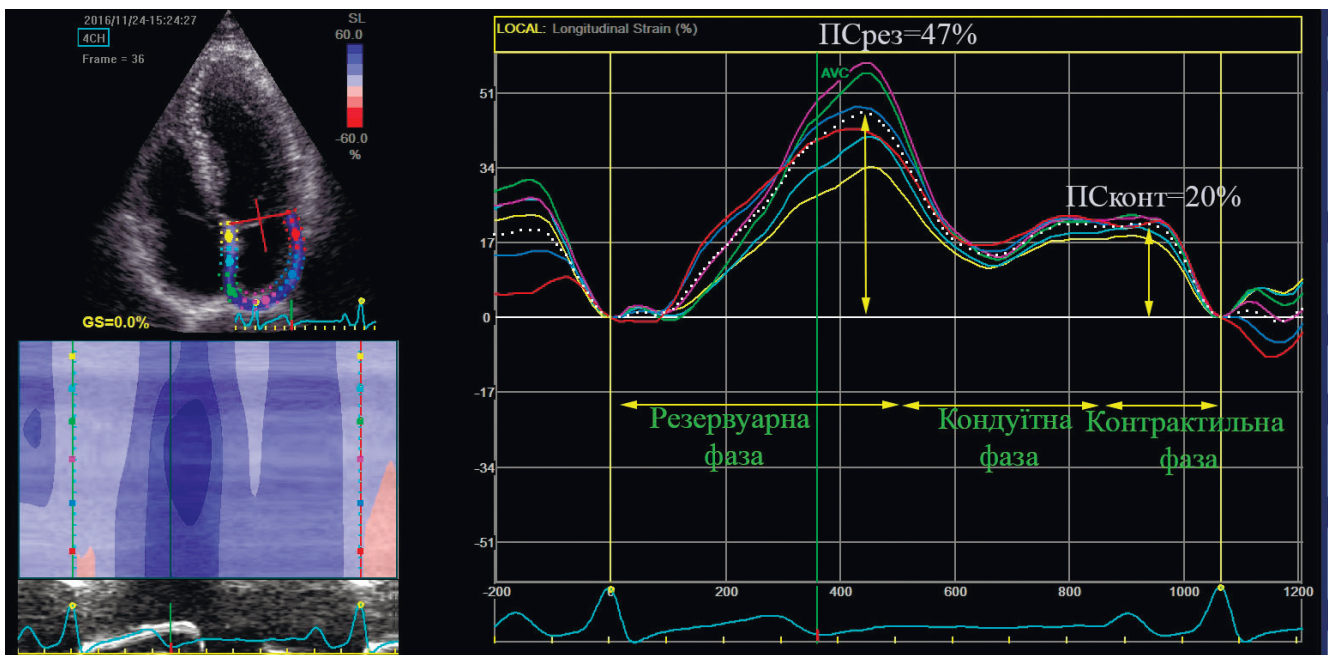 2016/11/24-15:24:27
4CH
Frame = 36
SL
60.0
-60.0
%
GS=0.0%
LOCAL: Longitudinal Strain (%)
ПСрез=47%
AVC
ПСконт=20%
51
34
17
0
-17
-34
-51
Резервуарна
фаза
Кондуїтна
фаза
Контрактильна
фаза
-200
0
200
400
600
800
1000
1200